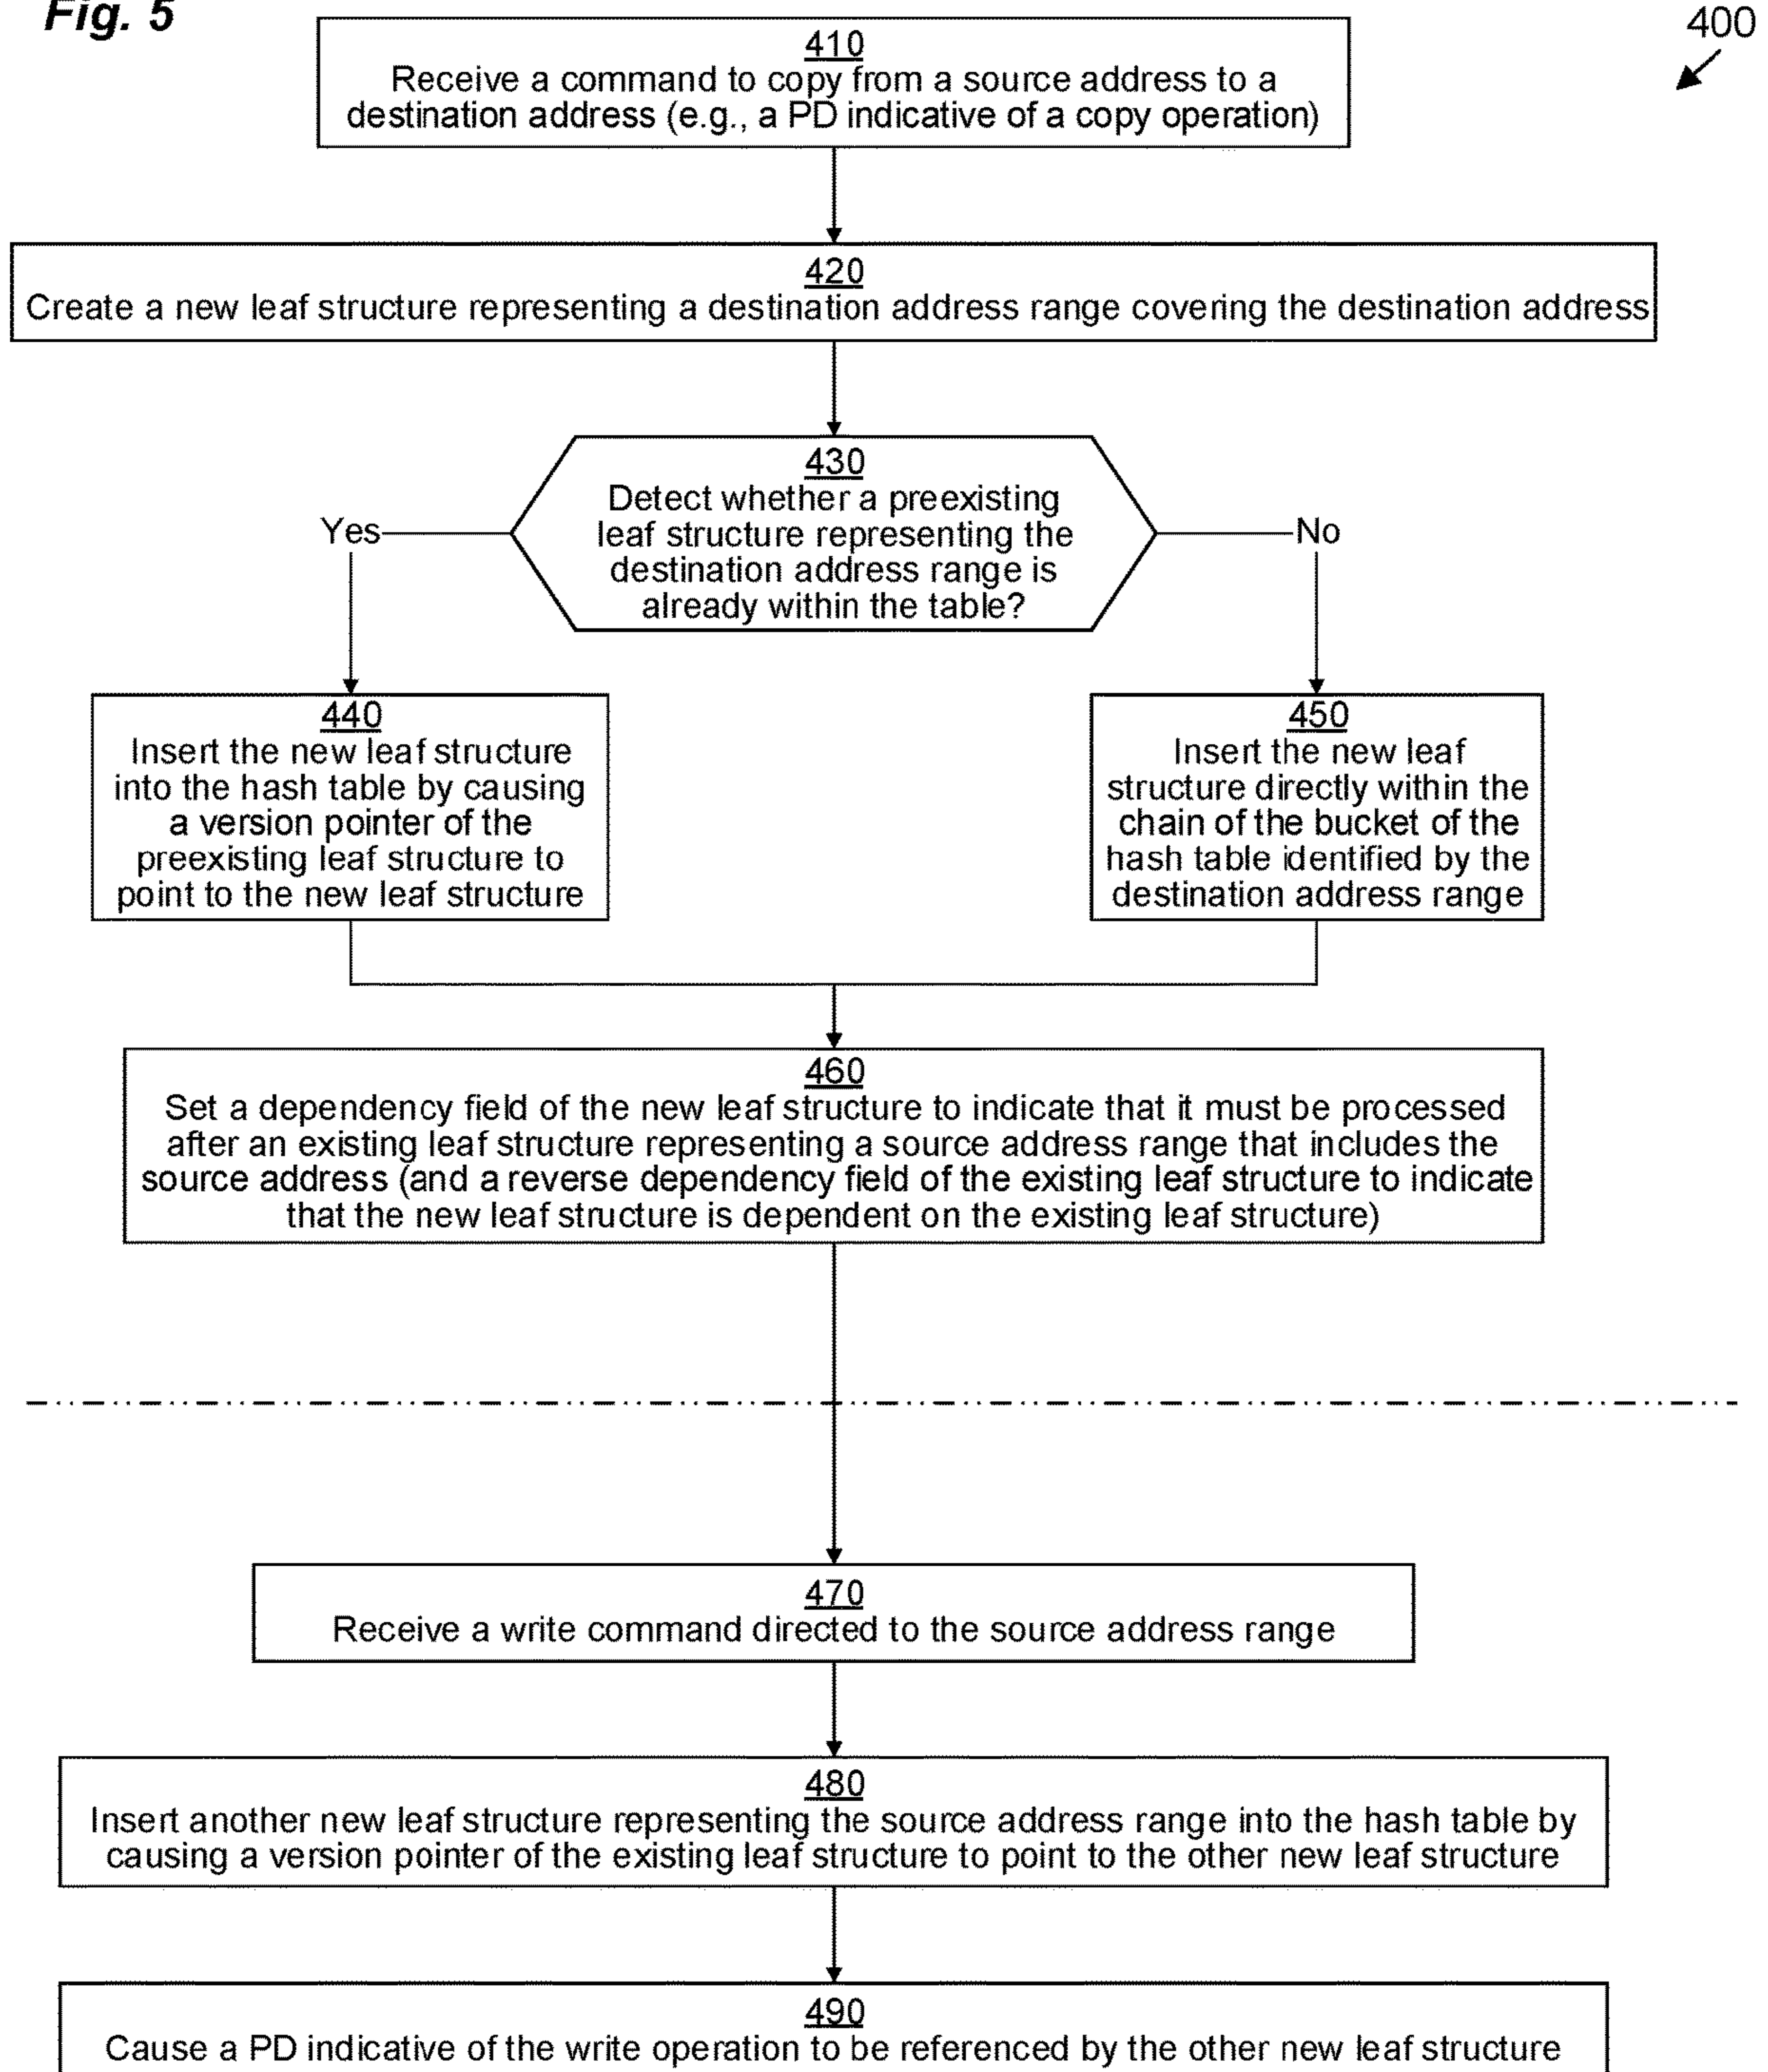 Fig. 5
400
410
Receive a command to copy from a source address to a
destination address (e.g., a PD indicative of a copy operation)
420
Create a new leaf structure representing a destination address range covering the destination address
430
Detect whether a preexisting
leaf structure representing the
destination address range is
already within the table?
Yes
No
440
Insert the new leaf structure
into the hash table by causing
a version pointer of the
preexisting leaf structure to
point to the new leaf structure
450
Insert the new leaf
structure directly within the
chain of the bucket of the
hash table identified by the
destination address range
460
Set a dependency field of the new leaf structure to indicate that it must be processed
after an existing leaf structure representing a source address range that includes the
source address (and a reverse dependency field of the existing leaf structure to indicate
that the new leaf structure is dependent on the existing leaf structure)
470
Receive a write command directed to the source address range
480
Insert another new leaf structure representing the source address range into the hash table by
causing a version pointer of the existing leaf structure to point to the other new leaf structure
490
Cause a PD indicative of the write operation to be referenced by the other new leaf structure